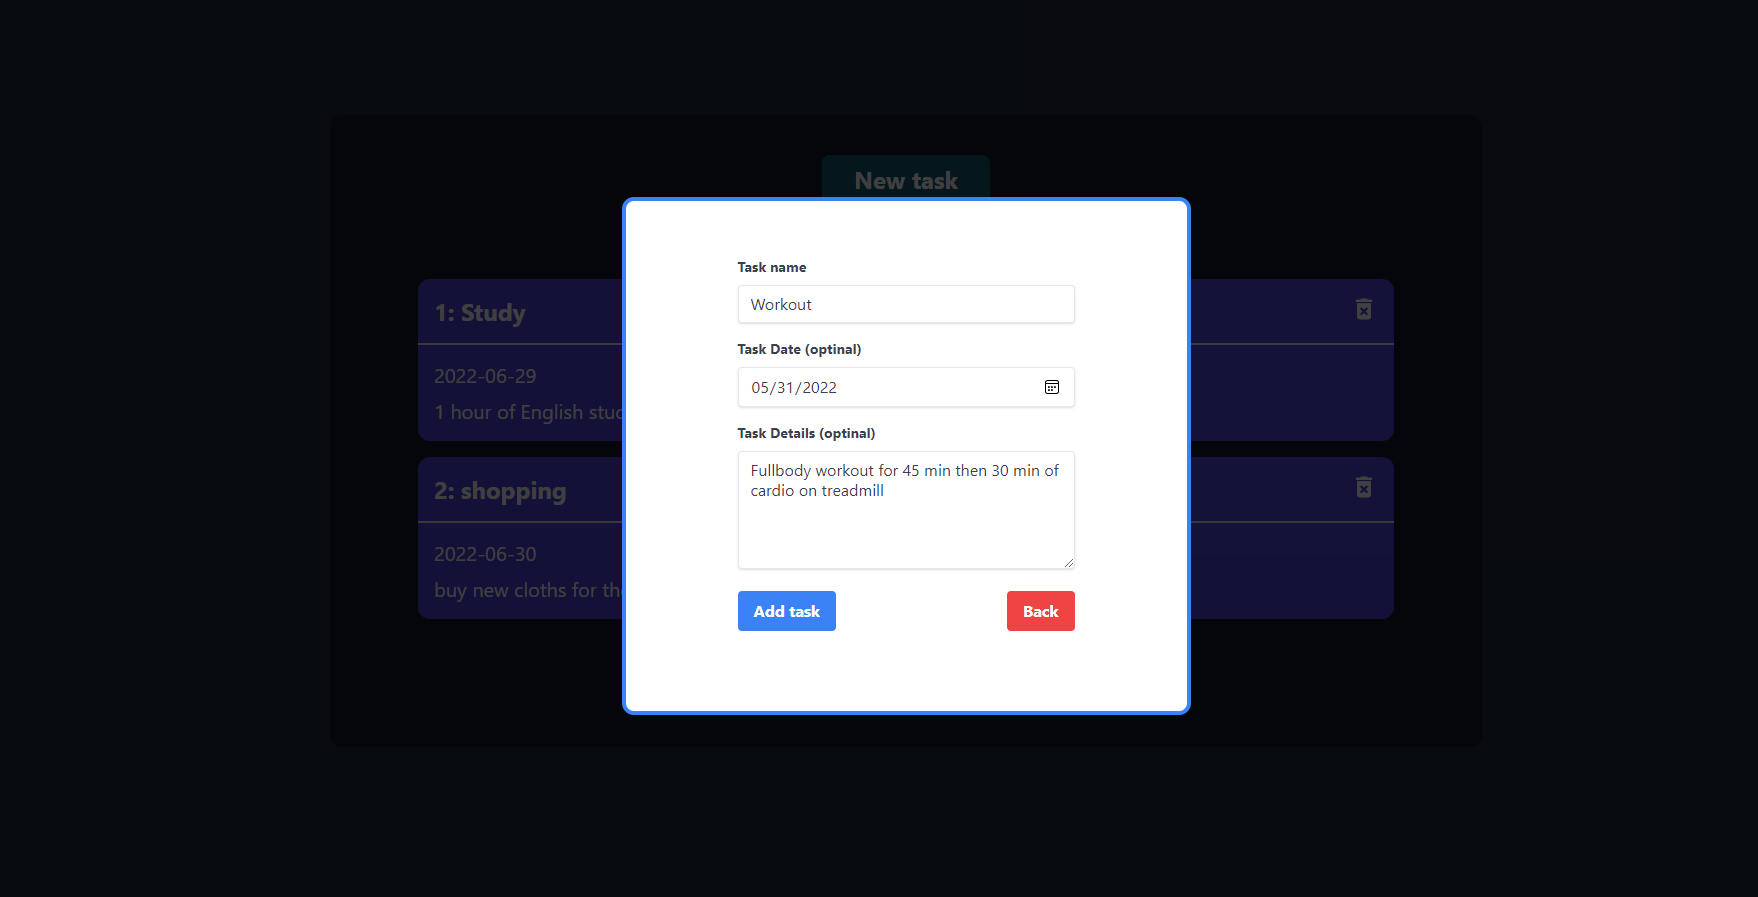 New task
Task name
Workout
Task Date (optinal)
05/31/2022
Task Details (optinal)
Fullbody workout for 45 min then 30 min of
cardio on treadmill
Add task
Back
1: Study
2022-06-29
1 hour of English
2: shopping
2022-06-30
buy new cloths for